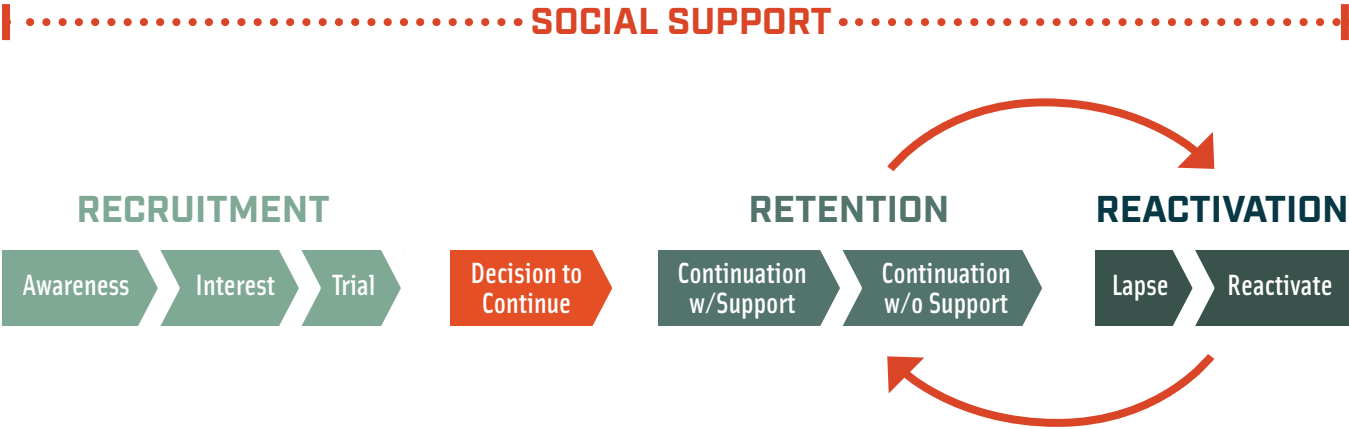 SOCIAL SUPPORT
RECRUITMENT
Awareness
Interest
Trial
Decision to
Continue
RETENTION
Continuation
w/Support
Continuation
w/o Support
REACTIVATION
Lapse
Reactivate